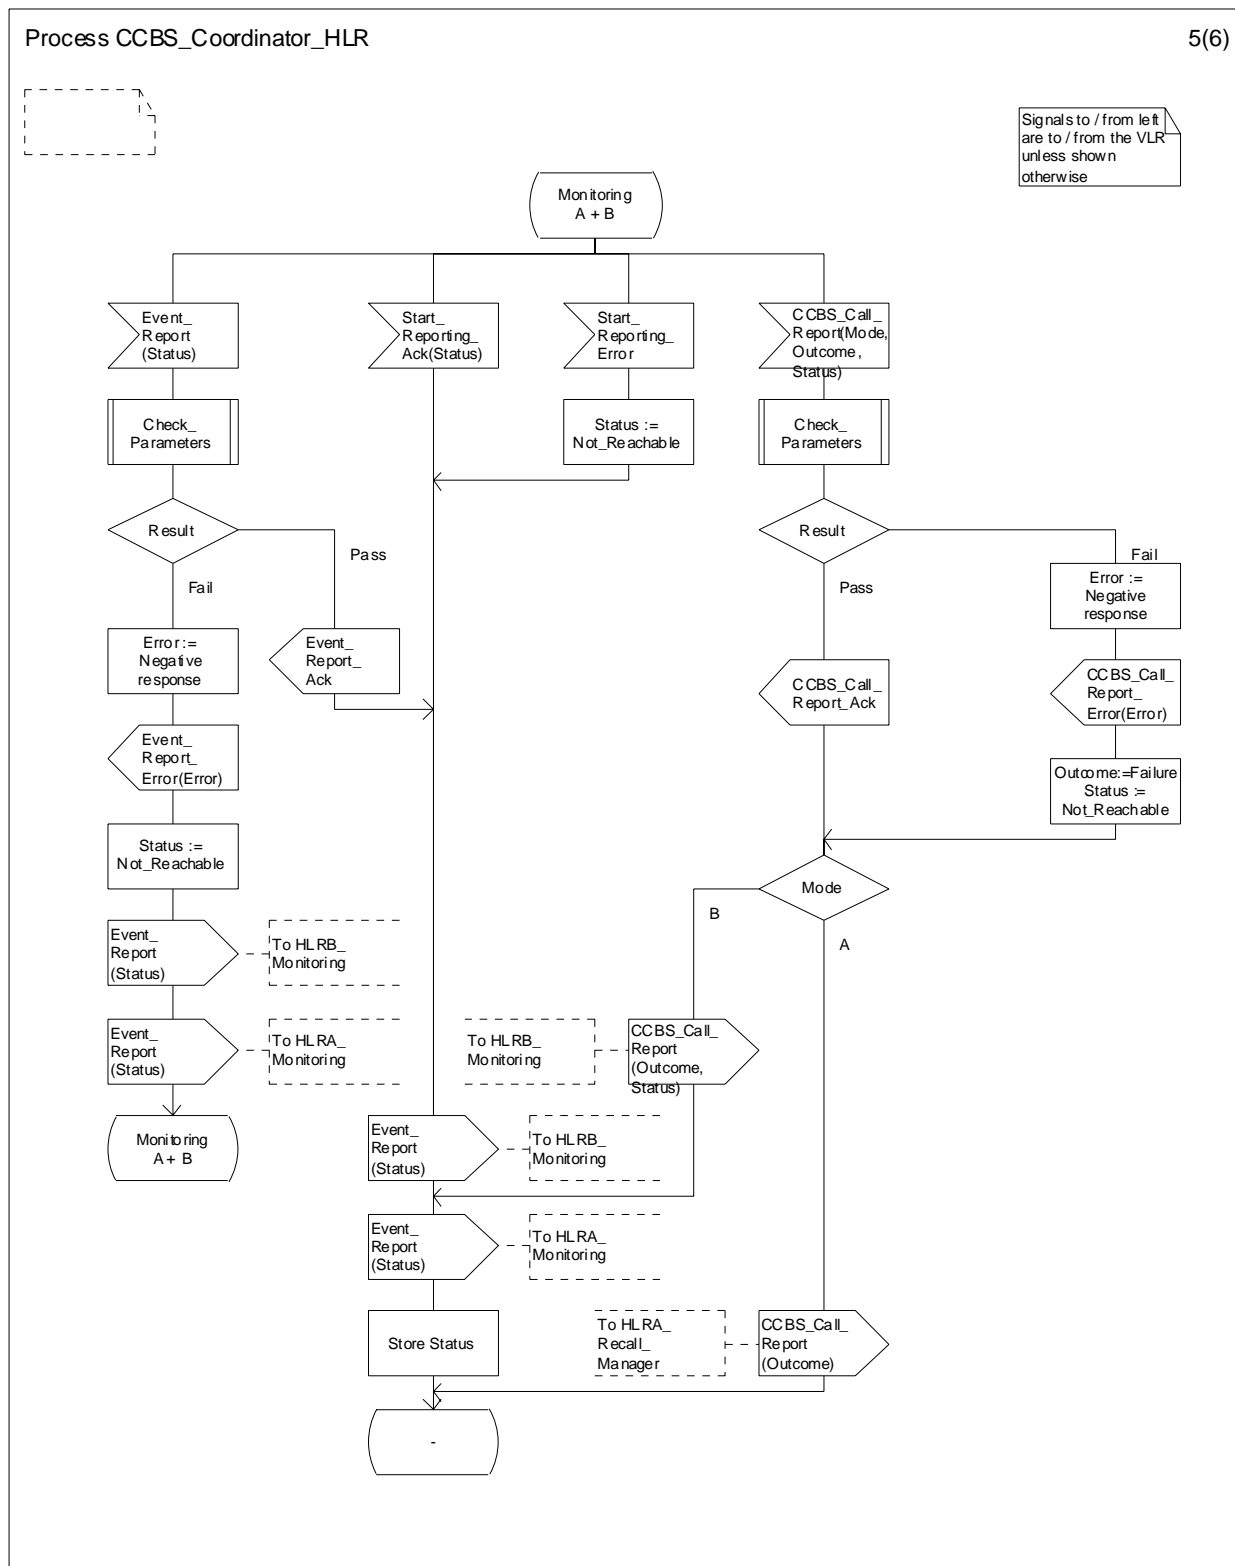 Process CCBS_Coordinator_HLR
5(6)
Signals to / from left
are to / from the VLR
unless shown
otherwise
Monitoring
A + B
Event_
Report
(Status)
Start_
Reporting_
Ack(Status)
Start_
Reporting_
Error
CCBS_Call_
Report(Mode,
Outcome,
Status)
Check_
Parameters
Status :=
Not_Reachable
Check_
Parameters
Result
Pass
Fail
Result
Pass
Fail
Error :=
Negative
response
Error :=
Negative
response
Event_
Report_
Ack
CCBS_Call_
Report_Ack
CCBS_Call_
Report_
Error(Error)
Event_
Report_
Error(Error)
Outcome:=Failure
Status :=
Not_Reachable
Status :=
Not_Reachable
Mode
B
A
Event_
Report
(Status)
To HLRB_
Monitoring
Event_
Report
(Status)
To HLRA_
Monitoring
To HLRB_
Monitoring
CCBS_Call_
Report
(Outcome,
Status)
Monitoring
A + B
Event_
Report
(Status)
To HLRB_
Monitoring
Event_
Report
(Status)
To HLRA_
Monitoring
Store Status
To HLRA_
Recall_
Manager
CCBS_Call_
Report
(Outcome)
-